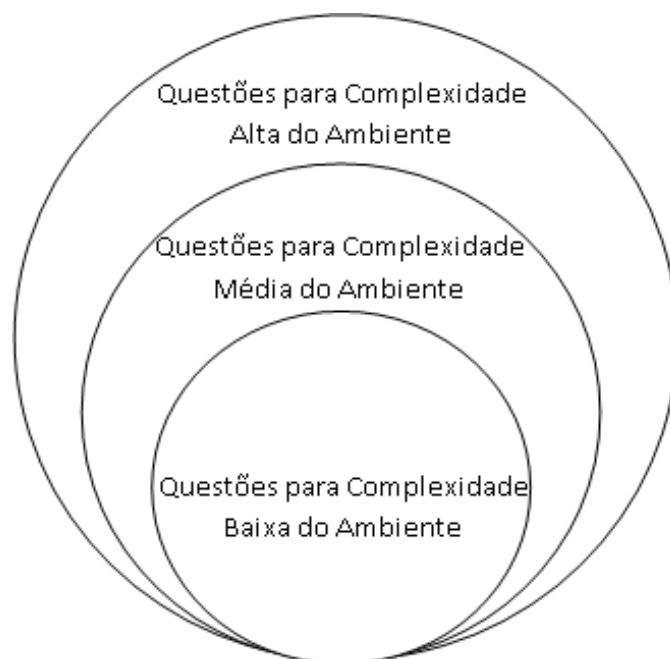 Questões para Complexidade
Alta do Ambiente
Questões para Complexidade
Média do Ambiente
Questões para Complexidade
Baixa do Ambiente